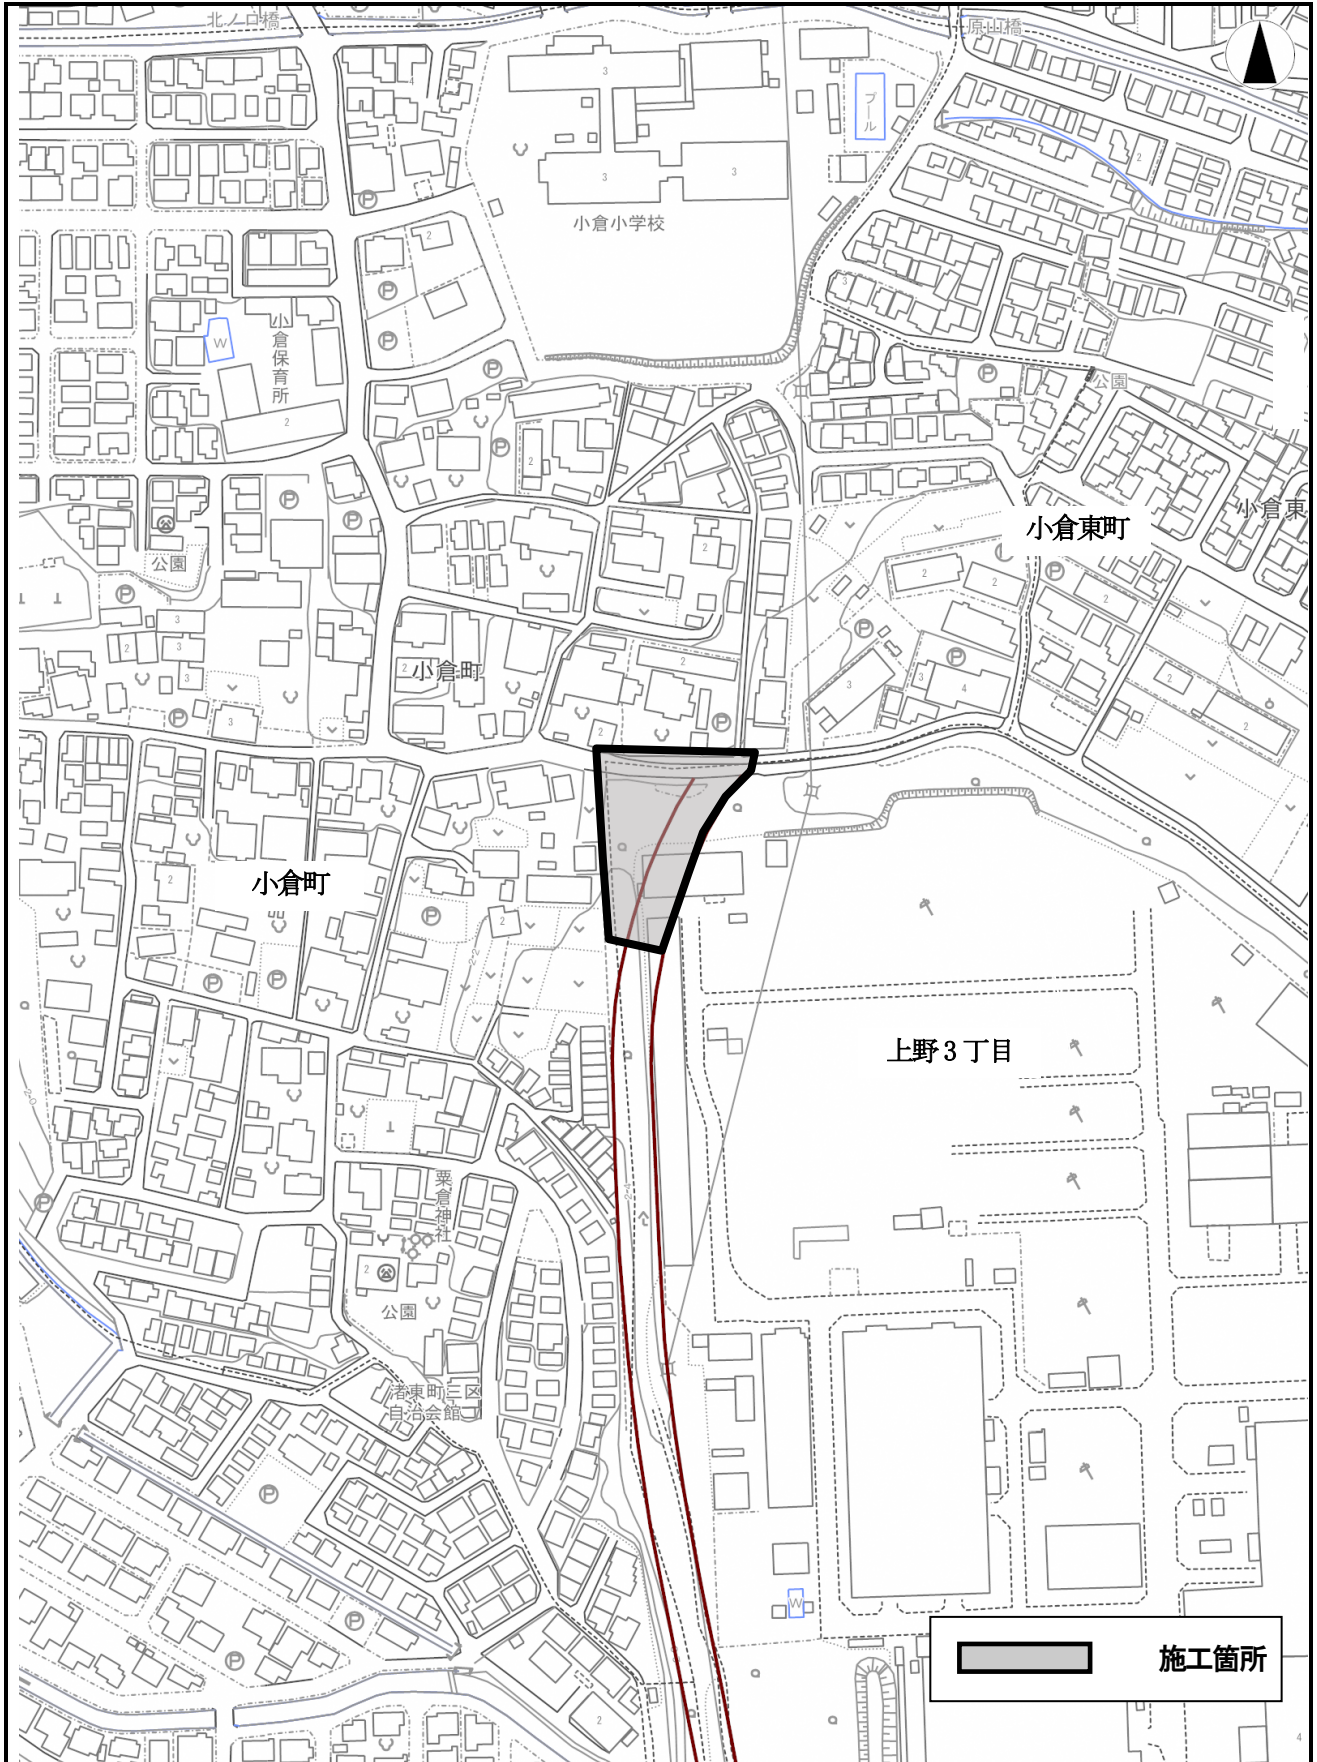 北ノ口橋
原山橋
プール
小倉小学校
小倉保育所
公園
公園
小倉東
小倉東町
小倉町
小倉町
上野3丁目
粟倉神社
公園
渚東町三区
自治会館
施工箇所